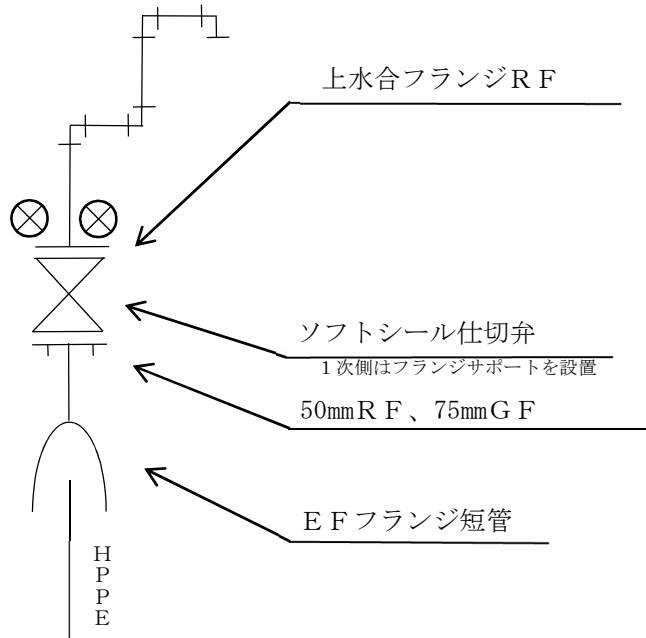 上水合フランジＲＦ
ソフトシール仕切弁
１次側はフランジサポートを設置
50mmＲＦ、75mmＧＦ
ＥＦフランジ短管
ＨＰＰＥ